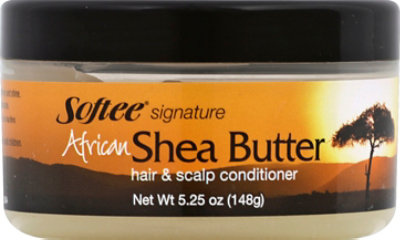 Softee® signature
African Shea Butter
hair & scalp conditioner
Net Wt 5.25 oz (148g)